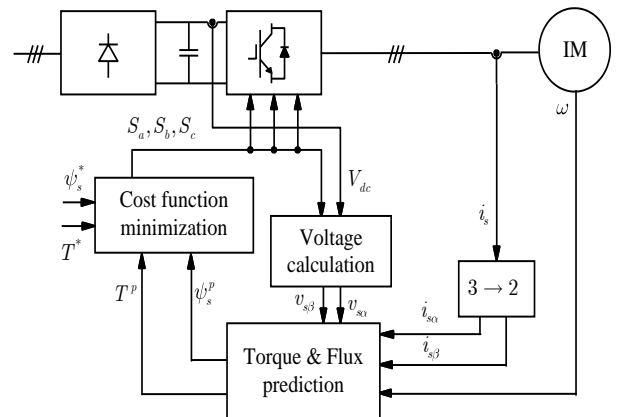 IM
ω
S_a, S_b, S_c
ψ_s^*
V_dc
Cost function
minimization
i_s
T^*
Voltage
calculation
3 → 2
T^p
ψ_s^p
v_sβ
v_sα
i_sα
i_sβ
Torque & Flux
prediction